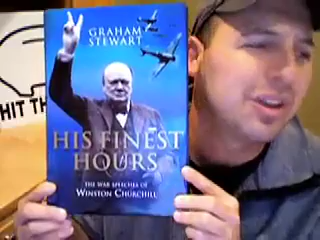 GRAHAM
STEWART
HIS FINEST
HOURS
THE WAR SPEECHES OF
WINSTON CHURCHILL
HIT TH